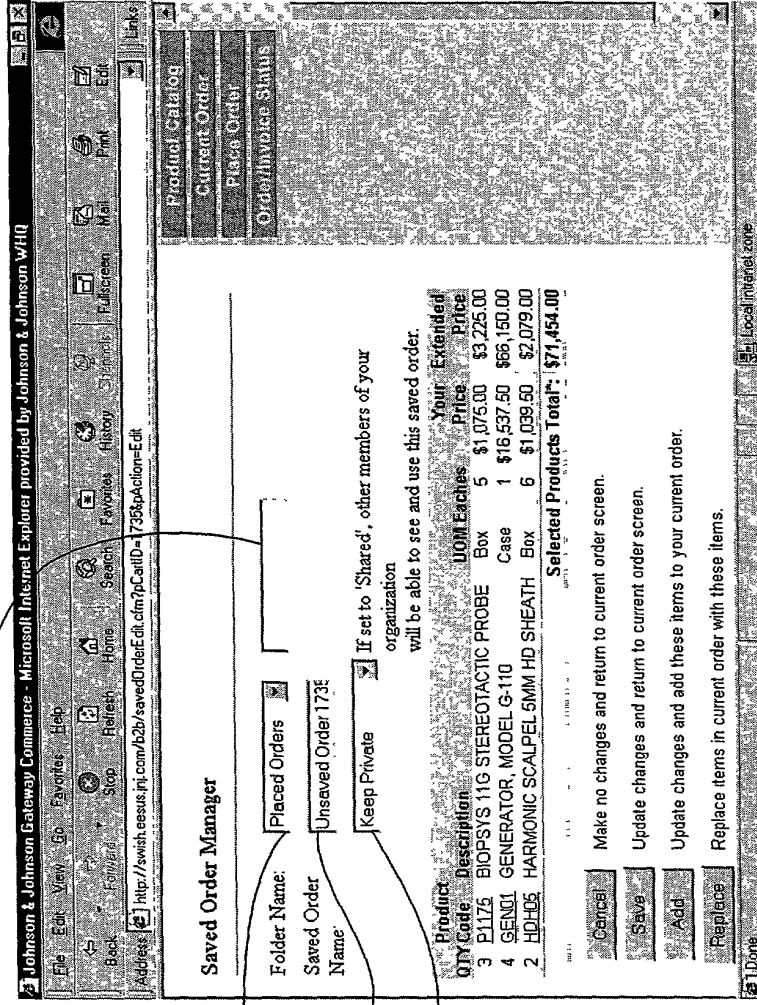 Johnson & Johnson Gateway Commerce - Microsoft Internet Explorer provided by Johnson & Johnson WHQ
File Edit View Go Favorites Help
Back Forward Stop Refresh Home Search Favorites History Channels Fullscreen Mail Print Edit
Address http://swish.eesus.jnj.com/b2b/savedOrderEdit.cfm?pCartID=1735&pAction=Edit Links
Saved Order Manager
Folder Name: Placed Orders
Saved Order Name: Unsaved Order 1735
Keep Private If set to 'Shared', other members of your
organization
will be able to see and use this saved order.
Product Your Extended
QTY Code Description UOM Eaches Price Price
3 P1175 BIOPSYS 11G STEREOTACTIC PROBE Box 5 $1,075.00 $3,225.00
4 GEN01 GENERATOR, MODEL G-110 Case 1 $16,537.50 $66,150.00
2 HDH05 HARMONIC SCALPEL 5MM HD SHEATH Box 6 $1,039.50 $2,079.00
Selected Products Total*: $71,454.00
Cancel Make no changes and return to current order screen.
Save Update changes and return to current order screen.
Add Update changes and add these items to your current order.
Replace Replace items in current order with these items.
Product Catalog
Current Order
Place Order
Order/Invoice Status
Done Local intranet zone